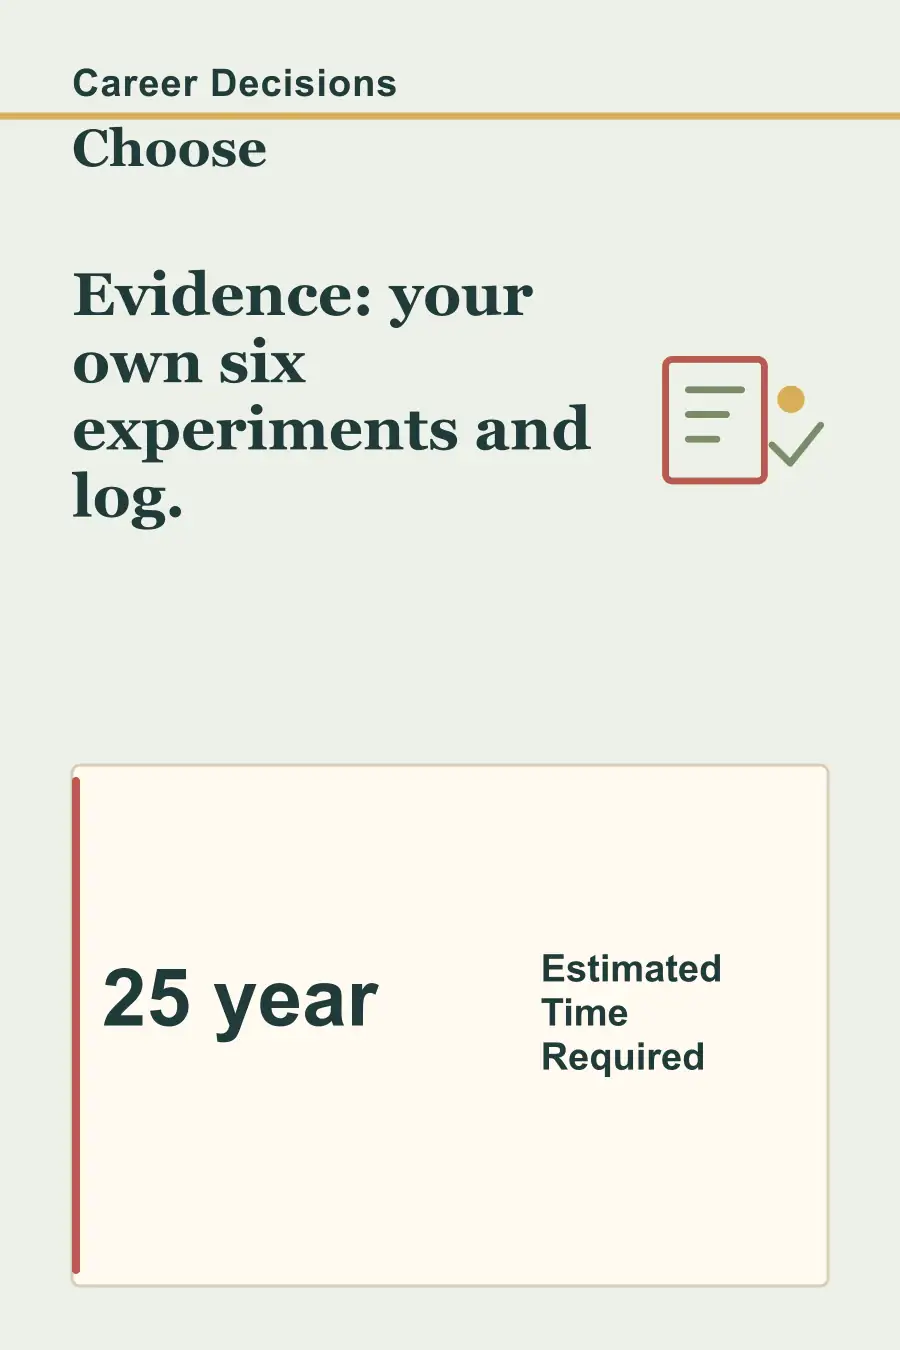 Career Decisions
Choose
Evidence: your
own six
experiments and
log.
25 year
Estimated
Time
Required